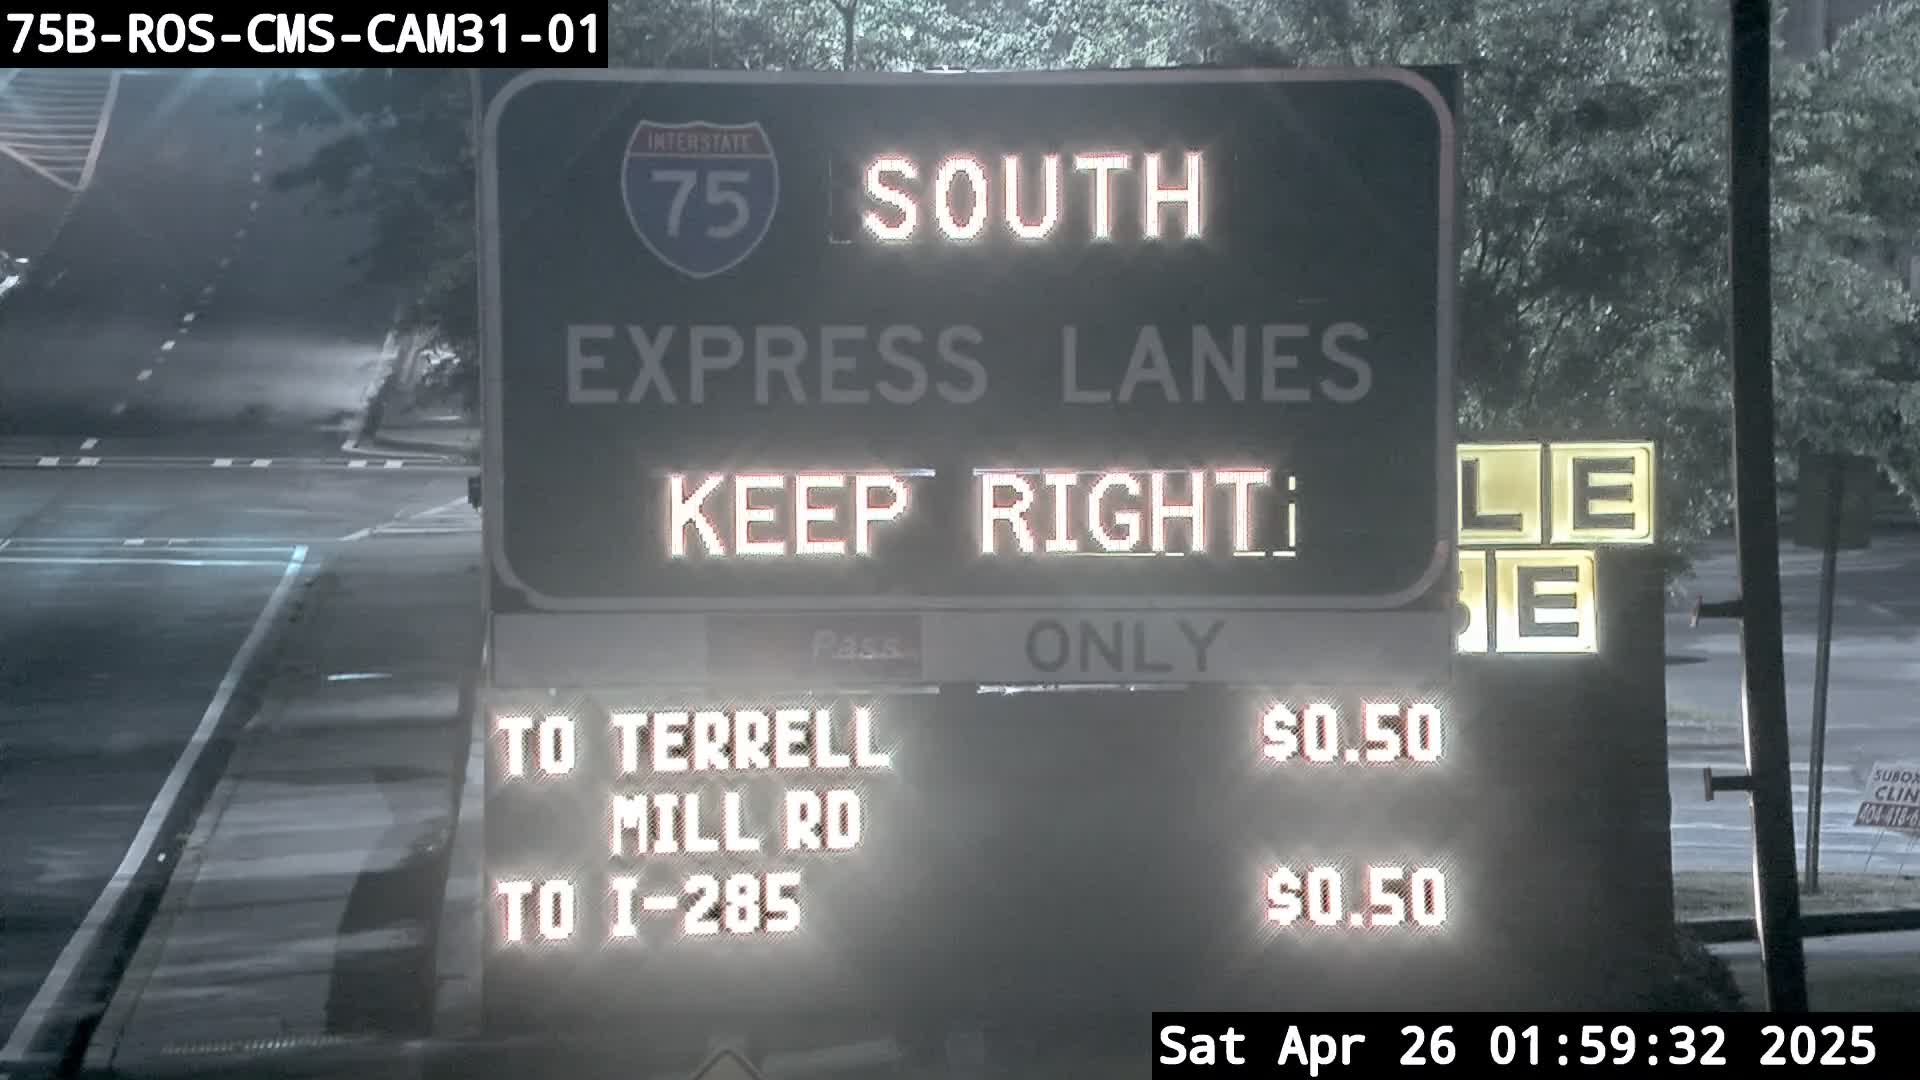 75B-ROS-CMS-CAM31-01
INTERSTATE
75
SOUTH
EXPRESS LANES
KEEP RIGHT
LE
E
Pass ONLY
TO TERRELL $0.50
MILL RD
TO I-285 $0.50
Sat Apr 26 01:59:32 2025